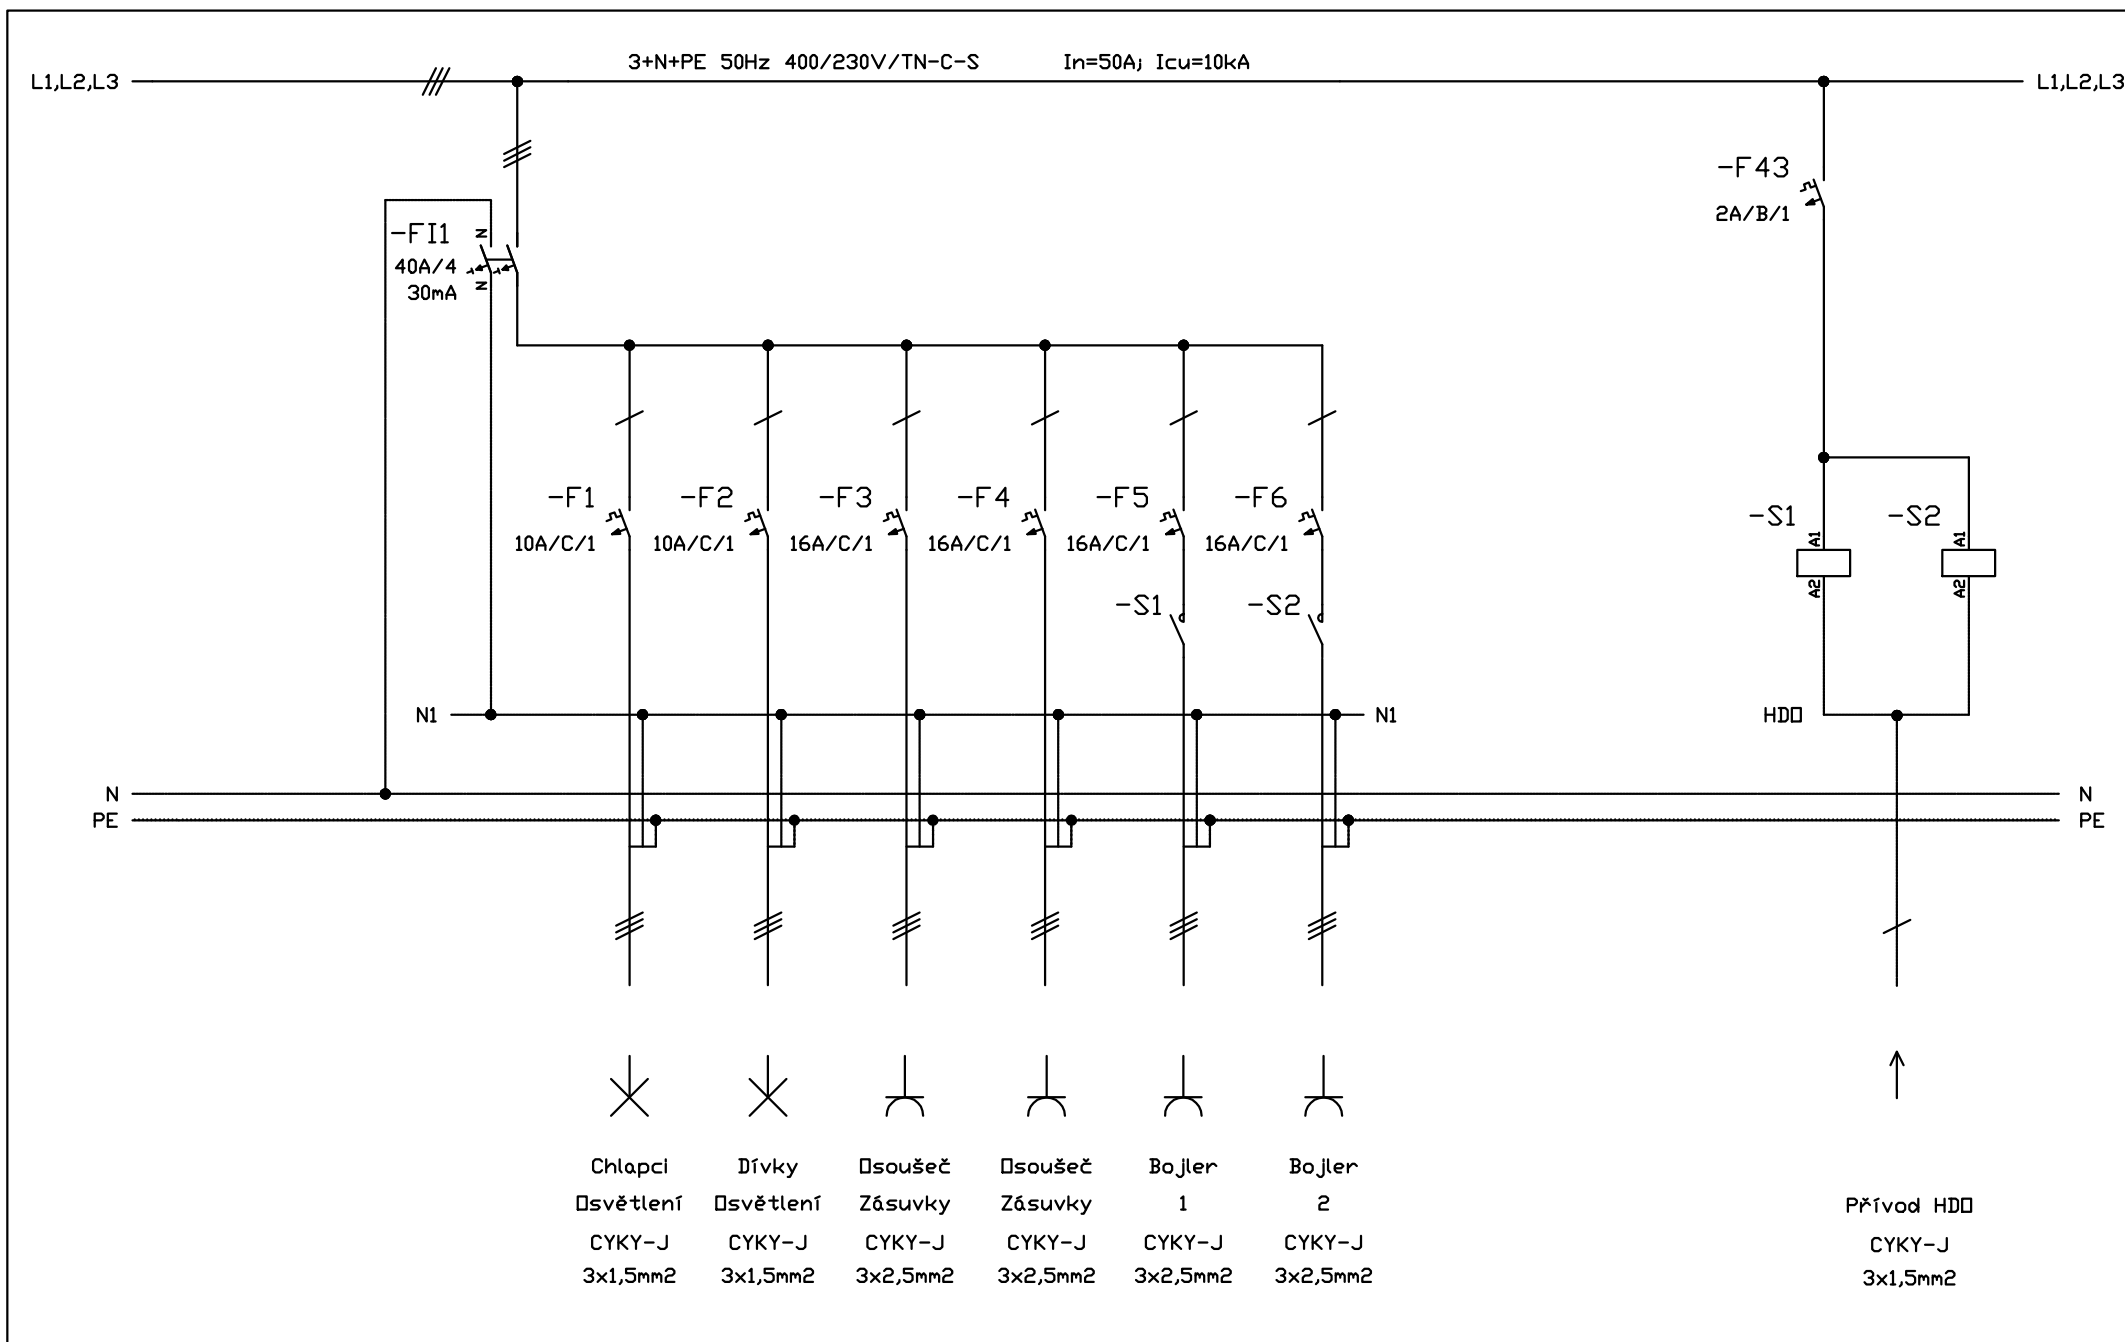 3+N+PE 50Hz 400/230V/TN-C-S In=50A; Icu=10kA
L1,L2,L3 L1,L2,L3
-F43
2A/B/1
-FI1 N
40A/4
30mA N
-F1 -F2 -F3 -F4 -F5 -F6
10A/C/1 10A/C/1 16A/C/1 16A/C/1 16A/C/1 16A/C/1
-S1 -S2
A1 A1
A2 A2
-S1 -S2
N1 N1 HDO
N N
PE PE
Chlapci Dívky Osoušeč Osoušeč Bojler Bojler
Osvětlení Osvětlení Zásuvky Zásuvky 1 2 Přívod HDO
CYKY-J CYKY-J CYKY-J CYKY-J CYKY-J CYKY-J CYKY-J
3x1,5mm2 3x1,5mm2 3x2,5mm2 3x2,5mm2 3x2,5mm2 3x2,5mm2 3x1,5mm2